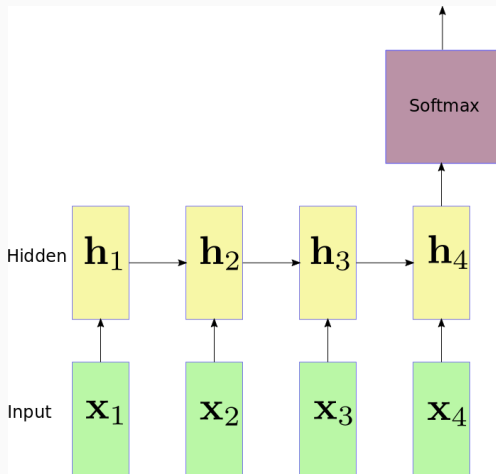 Softmax
Hidden h₁ h₂ h₃ h₄
Input x₁ x₂ x₃ x₄